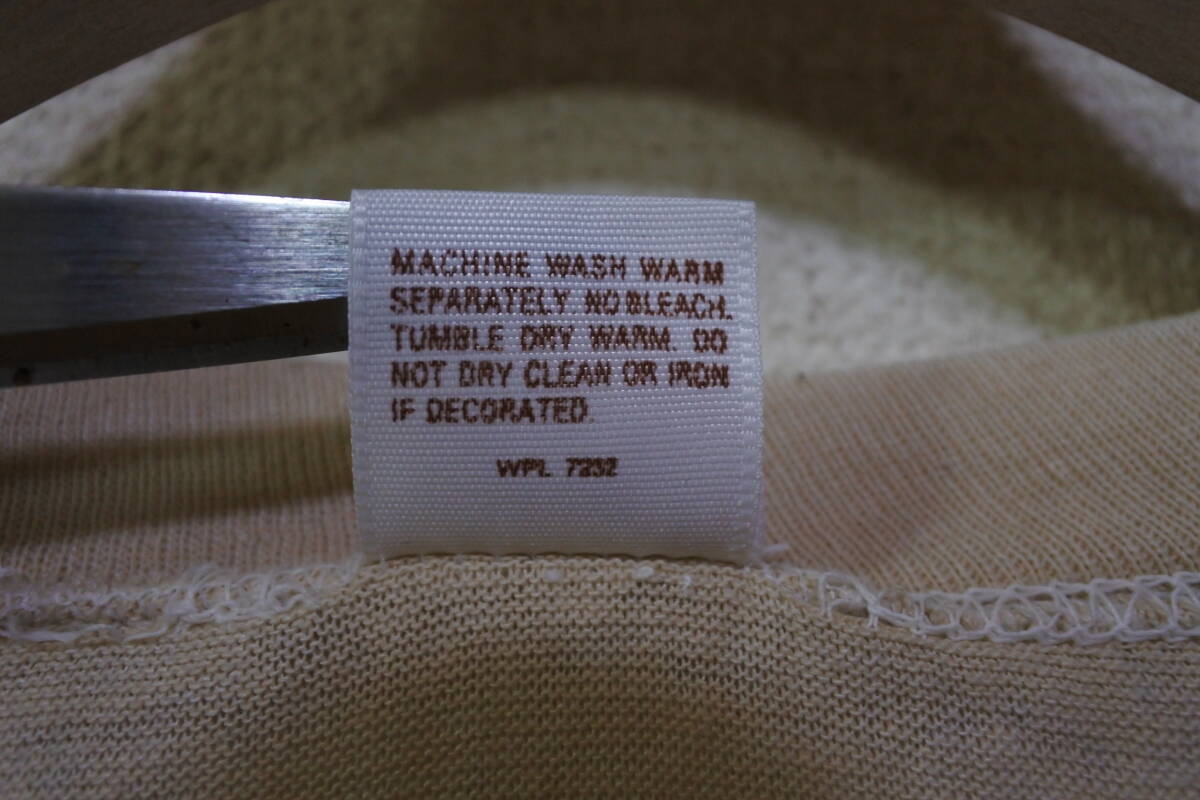 MACHINE WASH WARM
SEPARATELY NO BLEACH.
TUMBLE DRY WARM. DO
NOT DRY CLEAN OR IRON
IF DECORATED.
WPL 7232